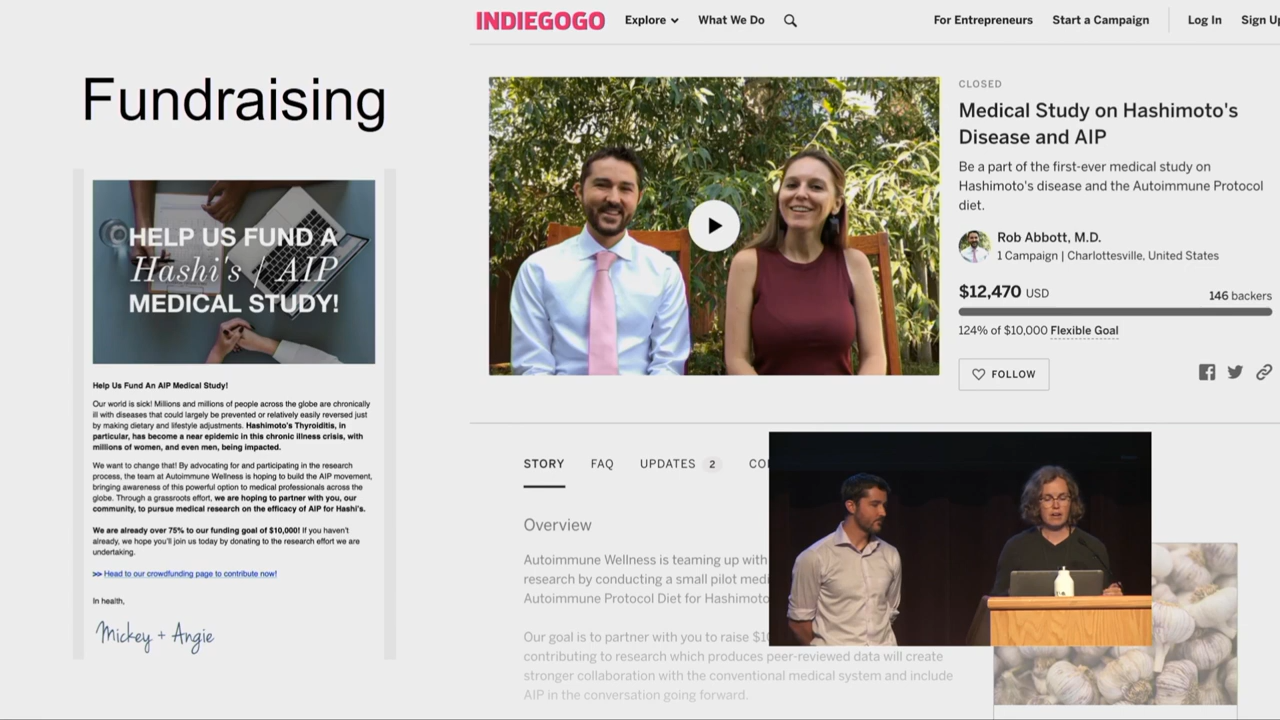 Fundraising
HELP US FUND A
Hashi's / AIP
MEDICAL STUDY!
Help Us Fund An AIP Medical Study!
Our world is sick! Millions and millions of people across the globe are chronically
ill with diseases that could largely be prevented or relatively easily reversed just
by making dietary and lifestyle adjustments. Hashimoto's Thyroiditis, in
particular, has become a near epidemic in this chronic illness crisis, with
millions of women, and even men, being impacted.
We want to change that! By advocating for and participating in the research
process, the team at Autoimmune Wellness is hoping to build the AIP movement,
bringing awareness of this powerful option to medical professionals across the
globe. Through a grassroots effort, we are hoping to partner with you, our
community, to pursue medical research on the efficacy of AIP for Hashi's.
We are already over 75% to our funding goal of $10,000! If you haven't
already, we hope you'll join us today by donating to the research effort we are
undertaking.
>> Head to our crowdfunding page to contribute now!
In health,
Mickey + Angie
INDIEGOGO Explore What We Do For Entrepreneurs Start a Campaign Log In Sign Up
CLOSED
Medical Study on Hashimoto's
Disease and AIP
Be a part of the first-ever medical study on
Hashimoto's disease and the Autoimmune Protocol
diet.
Rob Abbott, M.D.
1 Campaign | Charlottesville, United States
$12,470 USD 146 backers
124% of $10,000 Flexible Goal
FOLLOW
STORY FAQ UPDATES 2
Overview
Autoimmune Wellness is teaming up with
research by conducting a small pilot medi
Autoimmune Protocol Diet for Hashimoto
Our goal is to partner with you to raise $10
contributing to research which produces peer-reviewed data will create
stronger collaboration with the conventional medical system and include
AIP in the conversation going forward.